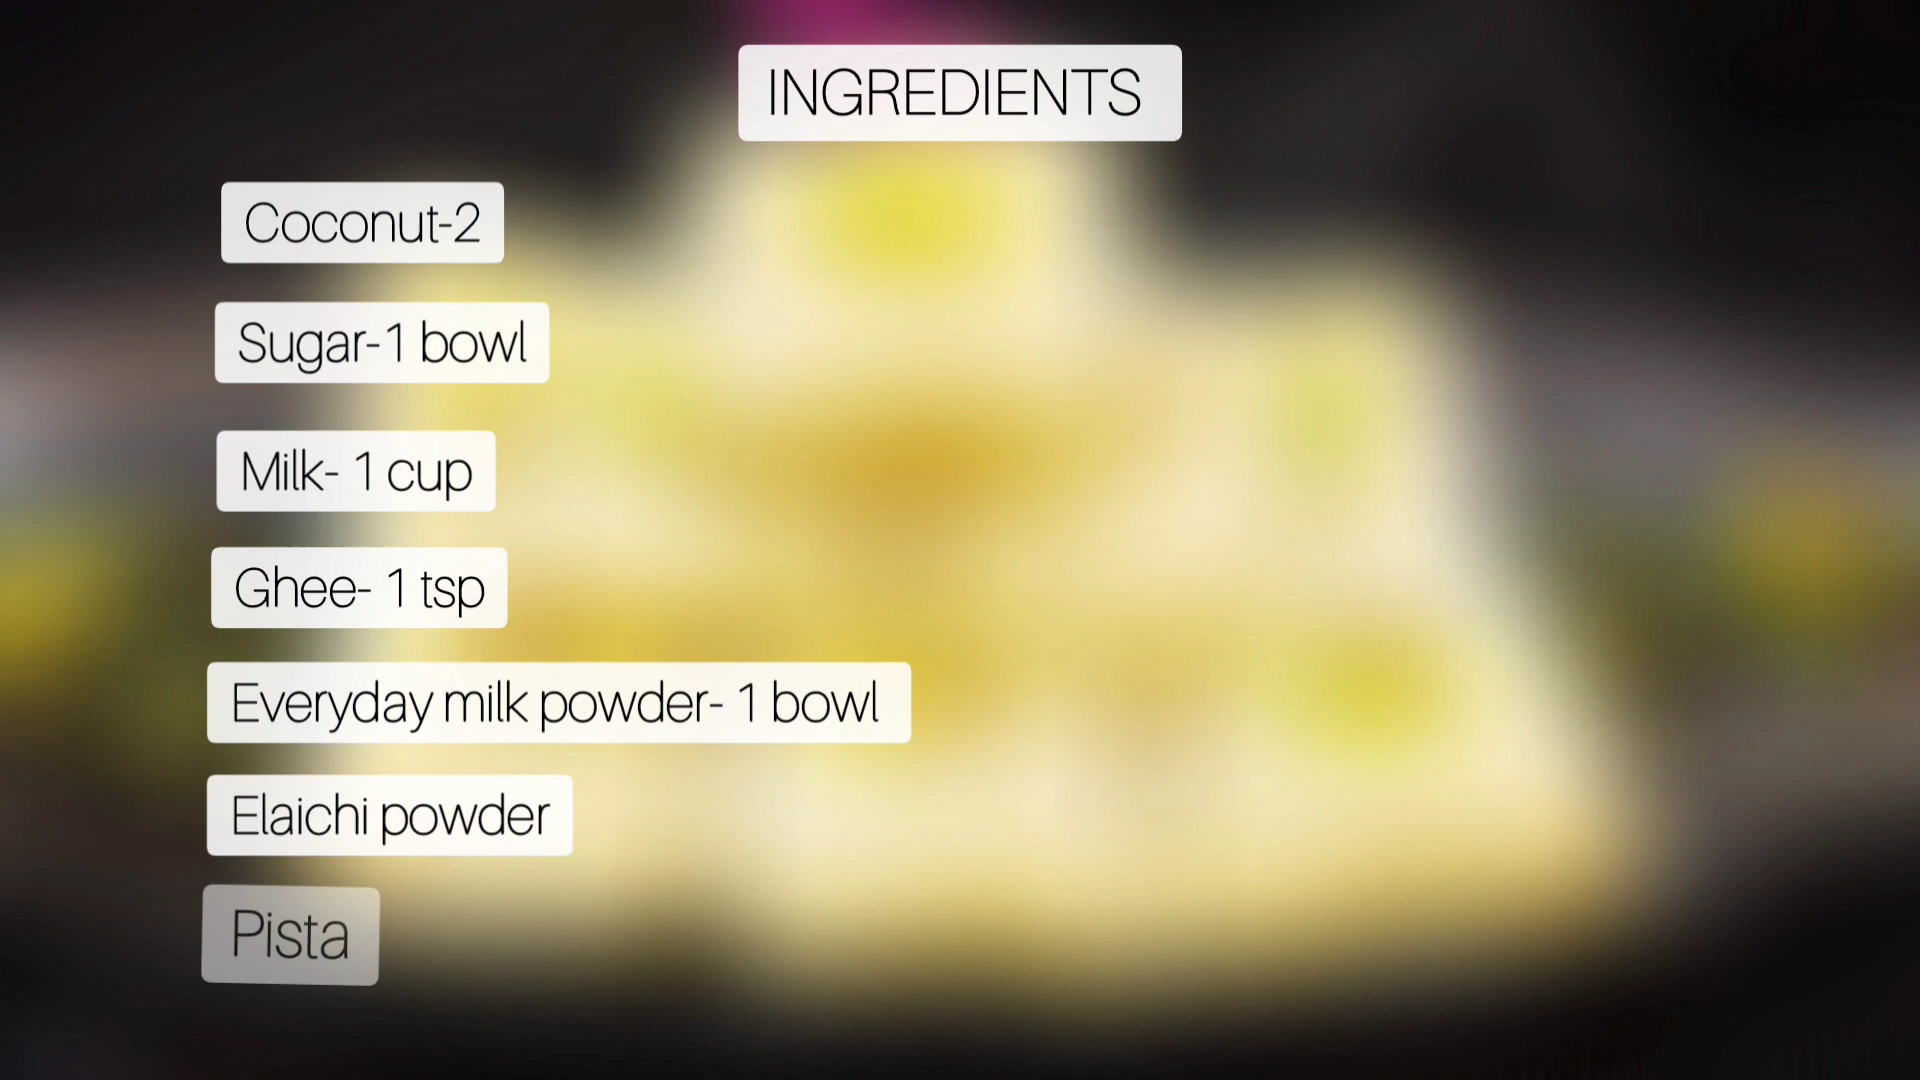 INGREDIENTS
Coconut-2
Sugar-1 bowl
Milk- 1 cup
Ghee- 1 tsp
Everyday milk powder- 1 bowl
Elaichi powder
Pista